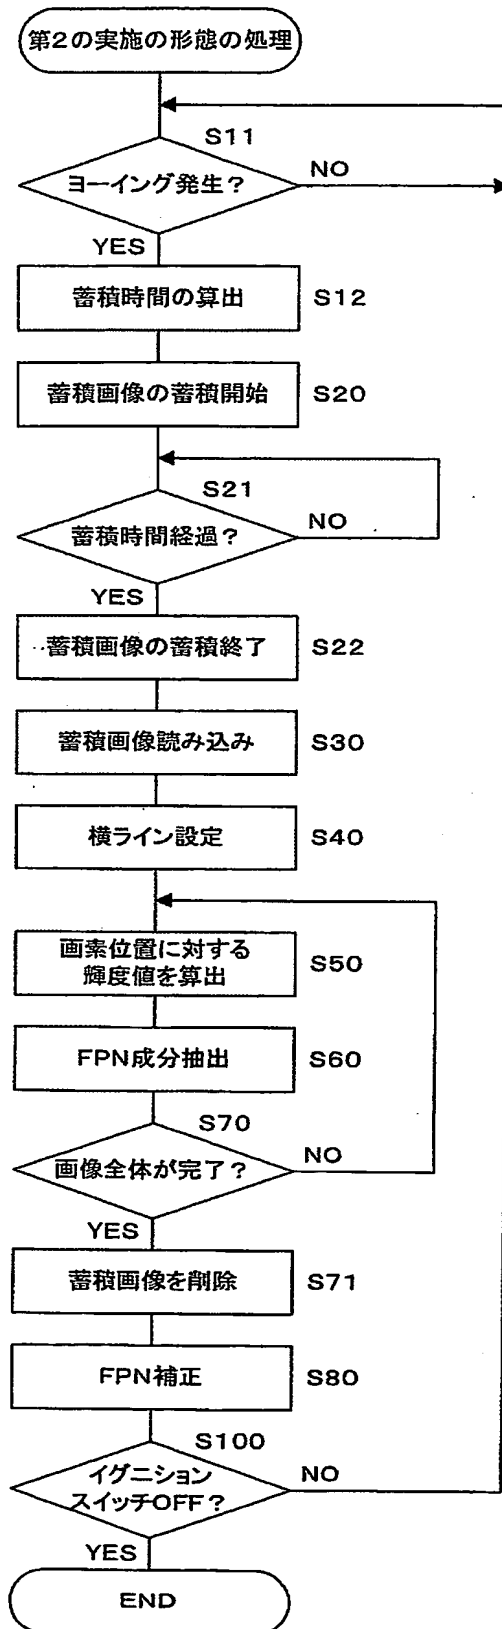 第2の実施の形態の処理
S11
ヨーイング発生？
NO
YES
蓄積時間の算出
S12
蓄積画像の蓄積開始
S20
S21
蓄積時間経過？
NO
YES
蓄積画像の蓄積終了
S22
蓄積画像読み込み
S30
横ライン設定
S40
画素位置に対する
輝度値を算出
S50
FPN成分抽出
S60
S70
画像全体が完了？
NO
YES
蓄積画像を削除
S71
FPN補正
S80
S100
イグニション
スイッチOFF？
NO
YES
END